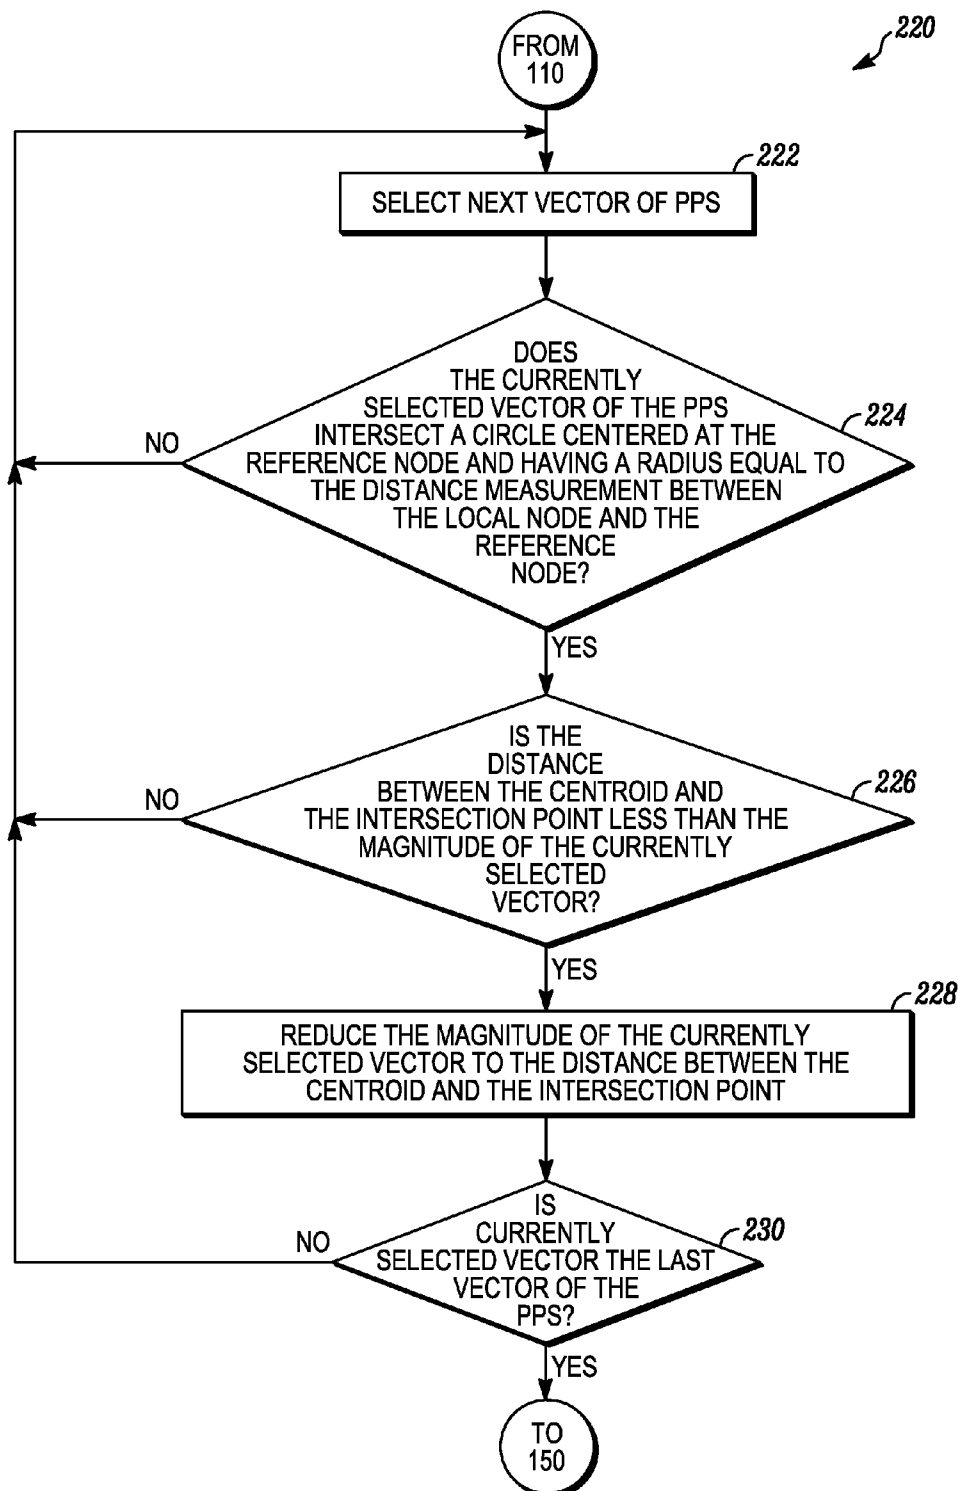 220
FROM
110
222
SELECT NEXT VECTOR OF PPS
DOES
THE CURRENTLY
SELECTED VECTOR OF THE PPS
INTERSECT A CIRCLE CENTERED AT THE
REFERENCE NODE AND HAVING A RADIUS EQUAL TO
THE DISTANCE MEASUREMENT BETWEEN
THE LOCAL NODE AND THE
REFERENCE
NODE?
224
NO
YES
IS THE
DISTANCE
BETWEEN THE CENTROID AND
THE INTERSECTION POINT LESS THAN THE
MAGNITUDE OF THE CURRENTLY
SELECTED
VECTOR?
226
NO
YES
228
REDUCE THE MAGNITUDE OF THE CURRENTLY
SELECTED VECTOR TO THE DISTANCE BETWEEN THE
CENTROID AND THE INTERSECTION POINT
IS
CURRENTLY
SELECTED VECTOR THE LAST
VECTOR OF THE
PPS?
230
NO
YES
TO
150